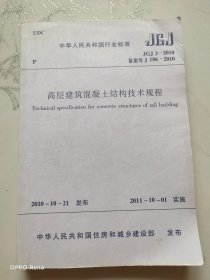 UDC
中华人民共和国行业标准
JGJ
JGJ 3-2010
P
备案号 J 186-2010
高层建筑混凝土结构技术规程
Technical specification for concrete structures of tall building
2010-10-21 发布
2011-10-01 实施
中华人民共和国住房和城乡建设部 发布